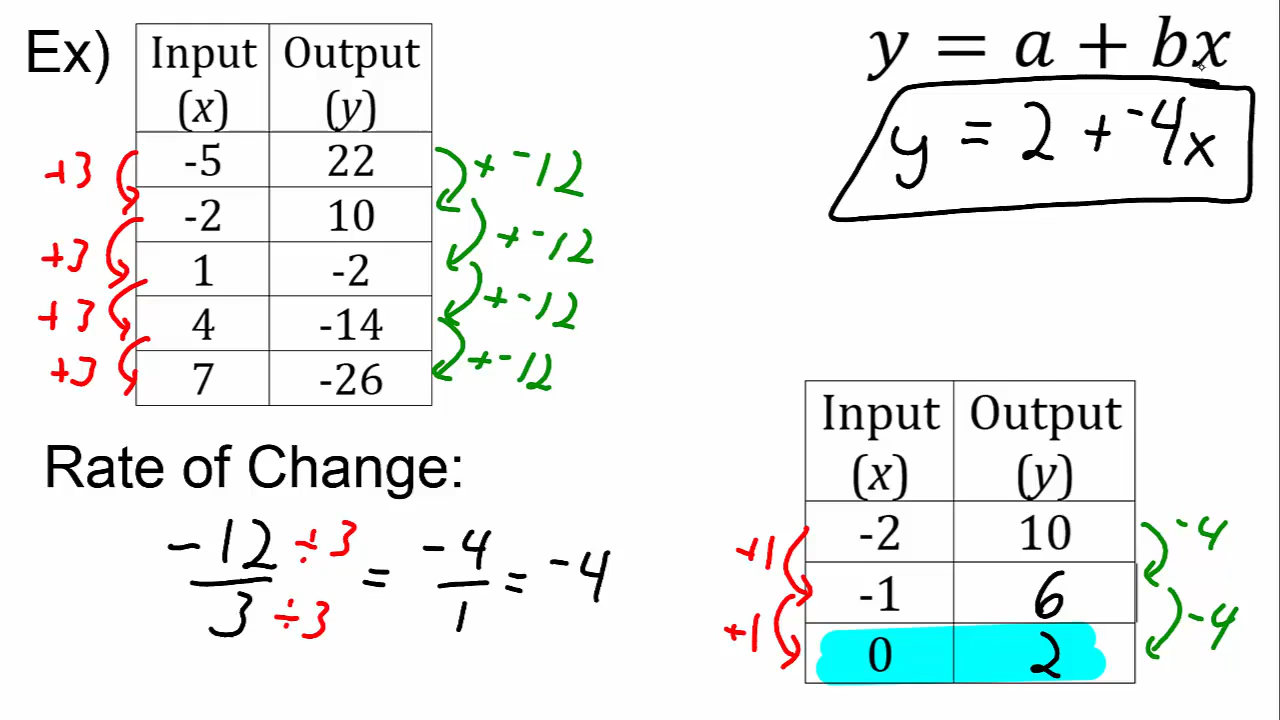 Ex)
Input Output
(x) (y)
+3 -5 22 + -12
-2 10
+3 + -12
1 -2
+3 + -12
4 -14
+3 + -12
7 -26
Rate of Change:
-12 ÷3 / 3 ÷3 = -4 / 1 = -4
y = a + bx
y = 2 + -4x
Input Output
(x) (y)
-2 10
+1 -4
-1 6
+1 -4
0 2